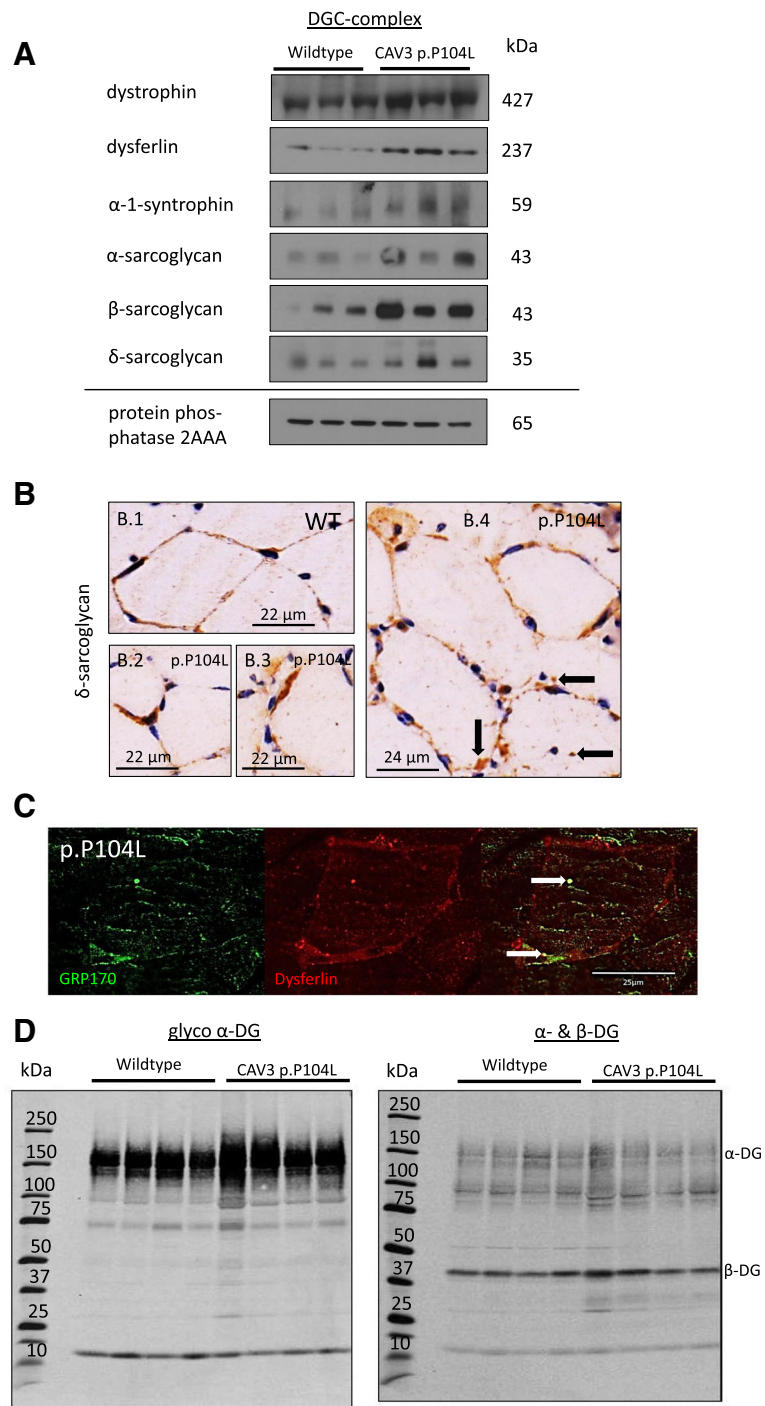 DGC-complex
A
Wildtype CAV3 p.P104L kDa
dystrophin 427
dysferlin 237
α-1-syntrophin 59
α-sarcoglycan 43
β-sarcoglycan 43
δ-sarcoglycan 35
protein phos-
phatase 2AAA 65
B
δ-sarcoglycan
B.1 WT
22 μm
B.2 p.P104L
22 μm
B.3 p.P104L
22 μm
B.4 p.P104L
24 μm
C
p.P104L
GRP170
Dysferlin
25μm
D
glyco α-DG
kDa Wildtype CAV3 p.P104L
250
150
100
75
50
37
25
10
α- & β-DG
kDa Wildtype CAV3 p.P104L
250
150 α-DG
100
75
50
37 β-DG
25
10